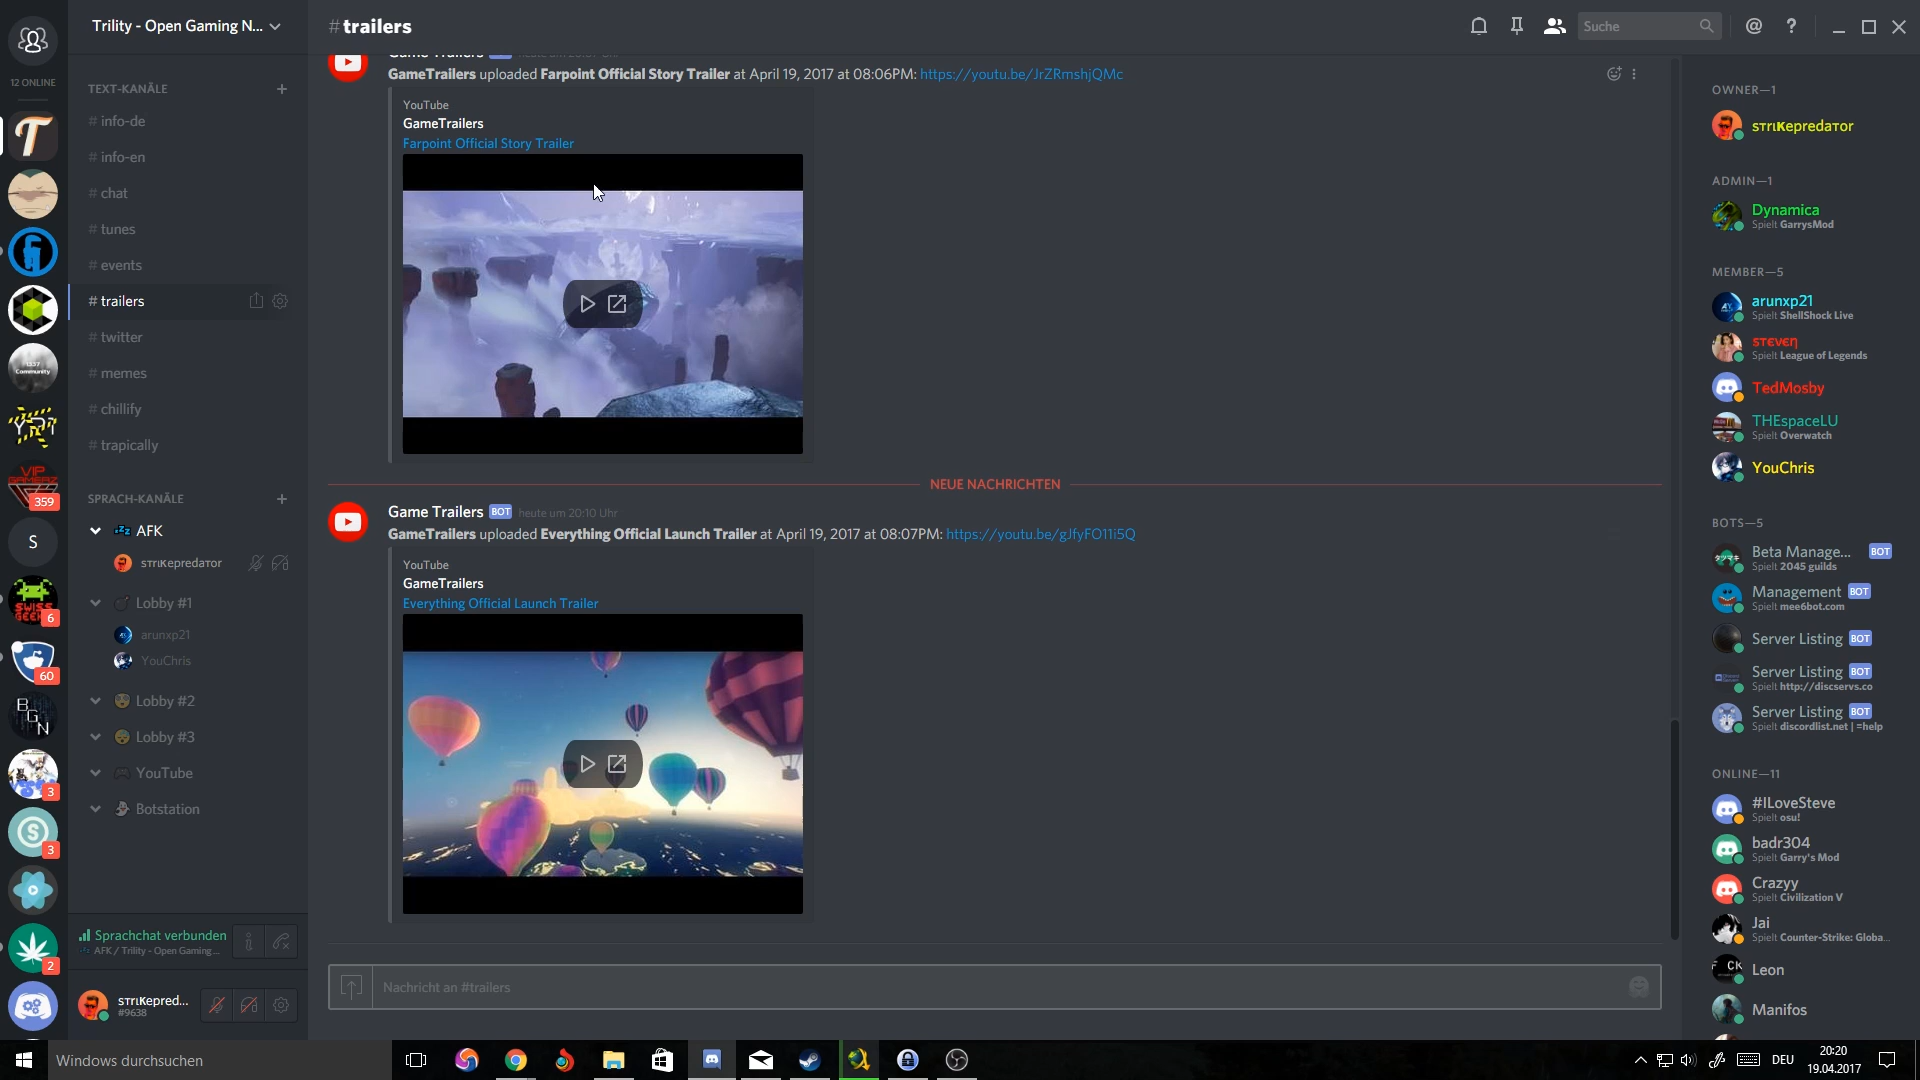 12 ONLINE
1337
Community
VIP
GAMERZ
359
S
SWISS
GEEKS
6
60
B
G
N
3
S
3
2
Trility - Open Gaming N...
TEXT-KANÄLE
# info-de
# info-en
# chat
# tunes
# events
# trailers
# twitter
# memes
# chillify
# trapically
SPRACH-KANÄLE
AFK
sтrιĸepredaтor
Lobby #1
arunxp21
YouChris
Lobby #2
Lobby #3
YouTube
Botstation
Sprachchat verbunden
AFK / Trility - Open Gaming ...
sтrιĸepred...
#9638
#trailers
Suche
Game Trailers
GameTrailers uploaded Farpoint Official Story Trailer at April 19, 2017 at 08:06PM: https://youtu.be/JrZRmshjQMc
YouTube
GameTrailers
Farpoint Official Story Trailer
NEUE NACHRICHTEN
Game Trailers BOT heute um 20:10 Uhr
GameTrailers uploaded Everything Official Launch Trailer at April 19, 2017 at 08:07PM: https://youtu.be/gJfyFO11i5Q
YouTube
GameTrailers
Everything Official Launch Trailer
Nachricht an #trailers
OWNER—1
sтrιĸepredaтor
ADMIN—1
Dynamica
Spielt GarrysMod
MEMBER—5
arunxp21
Spielt ShellShock Live
sтєνєη
Spielt League of Legends
TedMosby
THEspaceLU
Spielt Overwatch
YouChris
BOTS—5
Beta Manage... BOT
Spielt 2045 guilds
Management BOT
Spielt mee6bot.com
Server Listing BOT
Server Listing BOT
Spielt http://discservs.co
Server Listing BOT
Spielt discordlist.net | =help
ONLINE—11
#ILoveSteve
Spielt osu!
badr304
Spielt Garry's Mod
Crazyy
Spielt Civilization V
Jai
Spielt Counter-Strike: Globa...
Leon
Manifos
Windows durchsuchen
DEU
20:20
19.04.2017